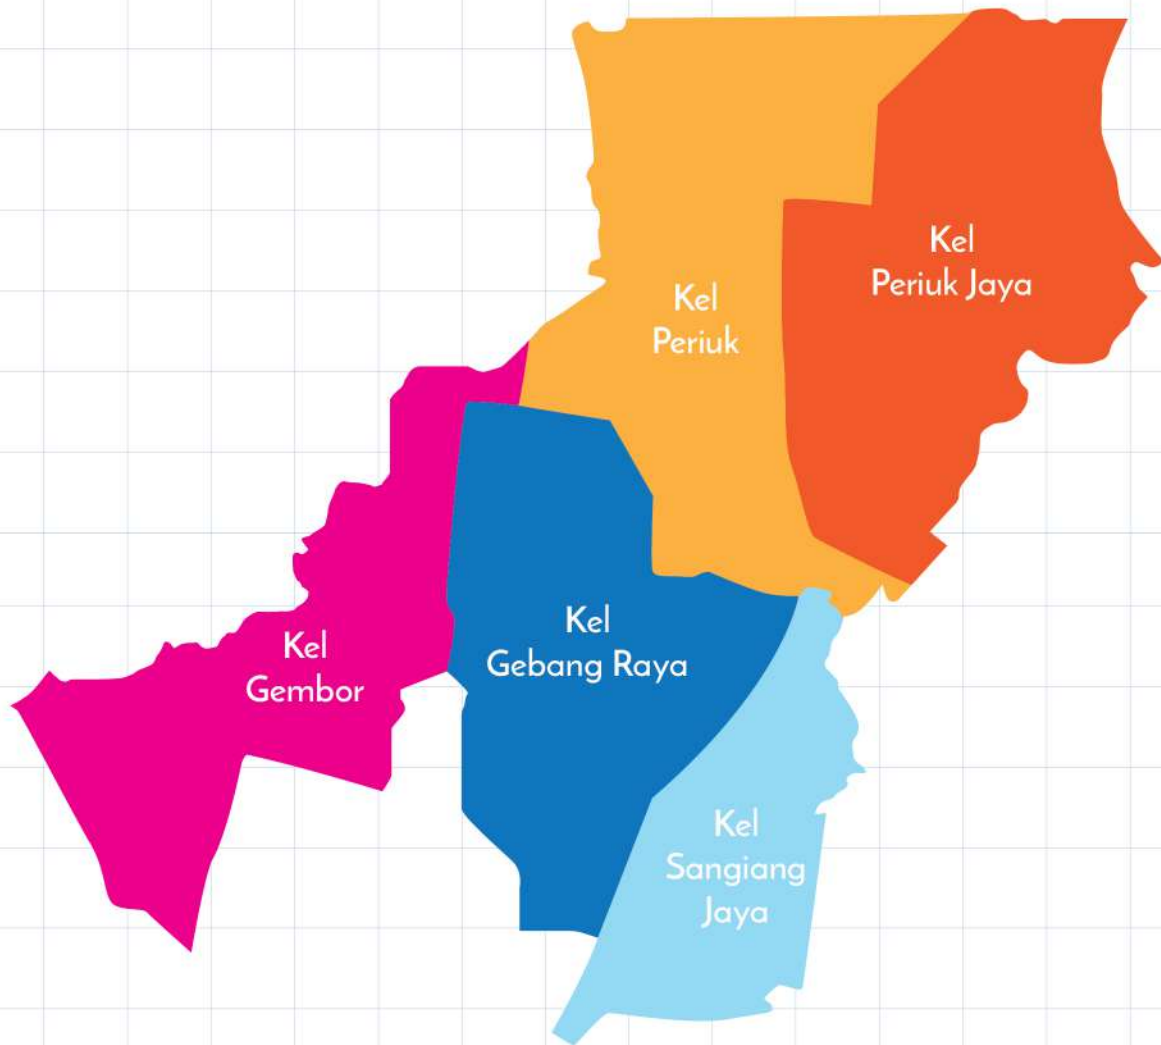 Kel
Periuk Jaya
Kel
Periuk
Kel
Gebang Raya
Kel
Gembor
Kel
Sangiang
Jaya